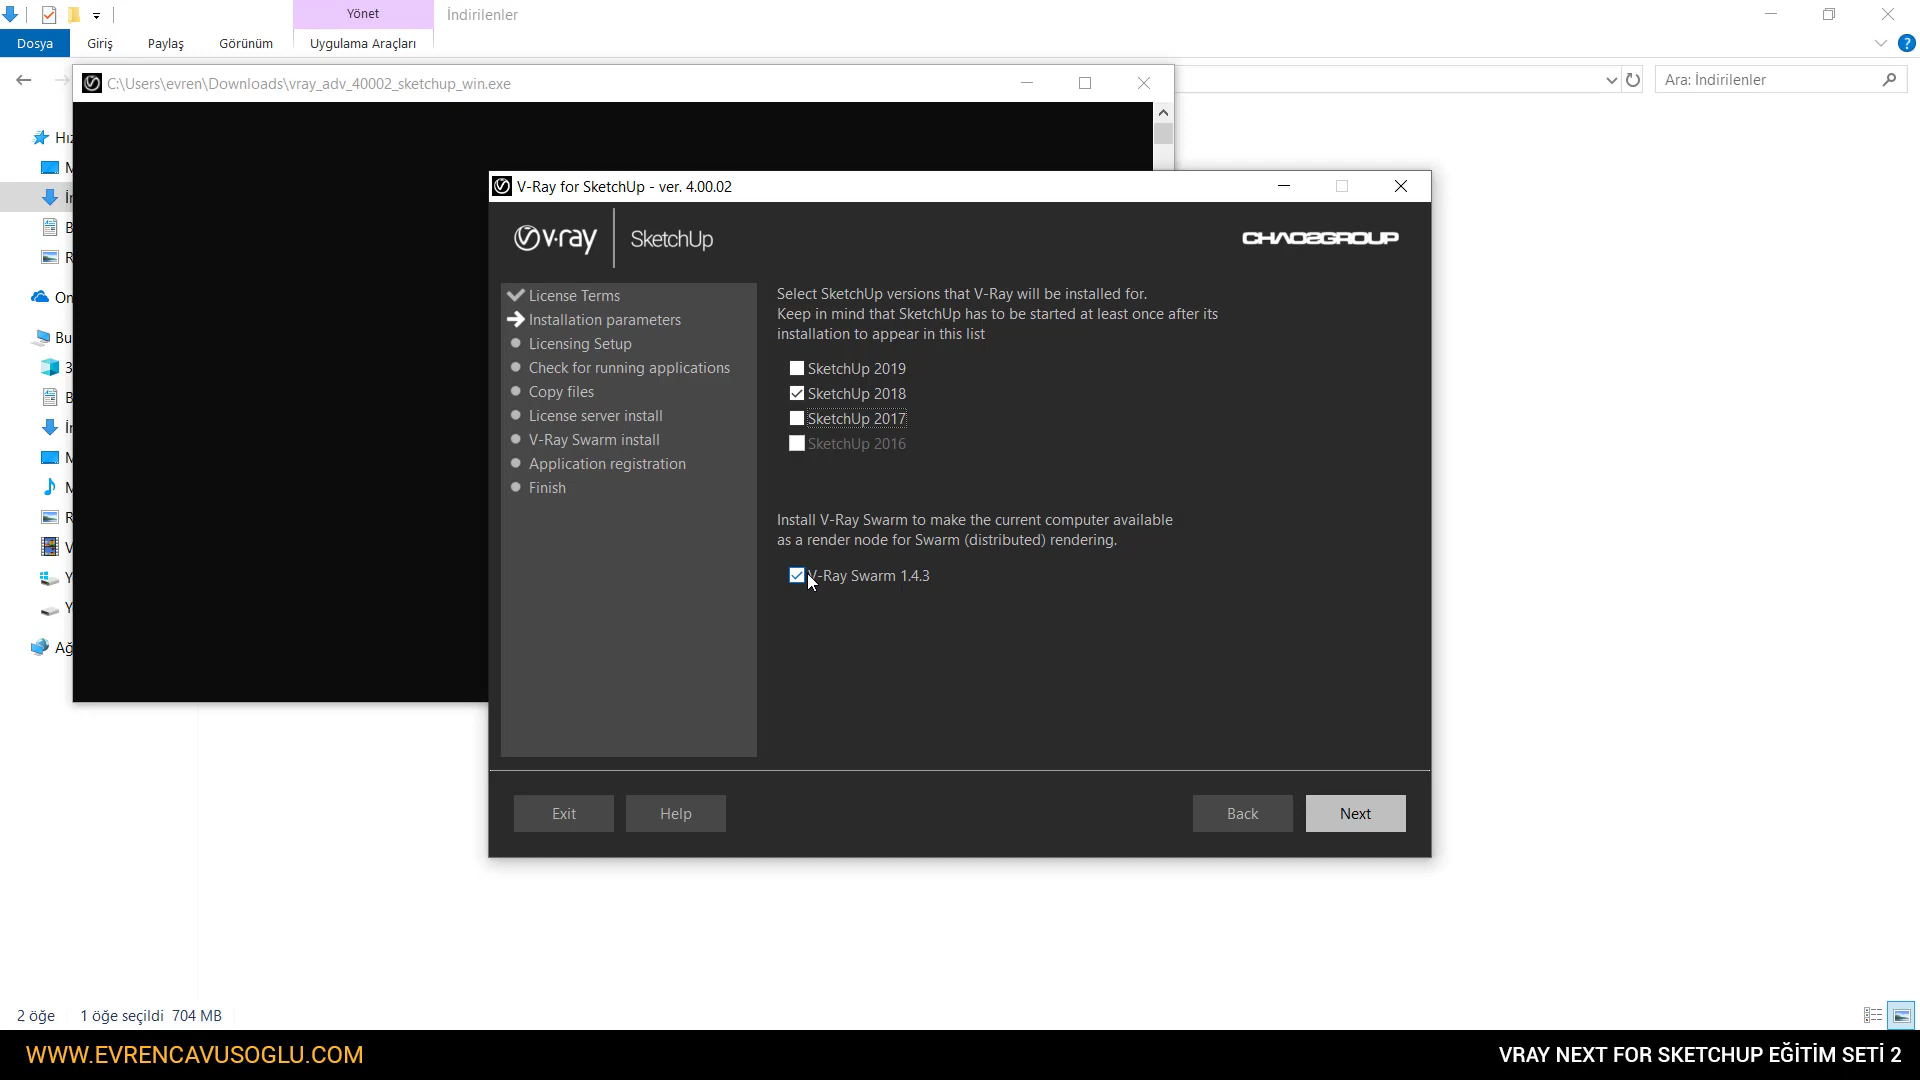 Yönet
İndirilenler
Dosya
Giriş
Paylaş
Görünüm
Uygulama Araçları
C:\Users\evren\Downloads\vray_adv_40002_sketchup_win.exe
Ara: İndirilenler
V-Ray for SketchUp - ver. 4.00.02
v·ray
SketchUp
CHAOSGROUP
License Terms
Installation parameters
Licensing Setup
Check for running applications
Copy files
License server install
V-Ray Swarm install
Application registration
Finish
Select SketchUp versions that V-Ray will be installed for.
Keep in mind that SketchUp has to be started at least once after its
installation to appear in this list
SketchUp 2019
SketchUp 2018
SketchUp 2017
SketchUp 2016
Install V-Ray Swarm to make the current computer available
as a render node for Swarm (distributed) rendering.
V-Ray Swarm 1.4.3
Exit
Help
Back
Next
2 öğe
1 öğe seçildi 704 MB
WWW.EVRENCAVUSOGLU.COM
VRAY NEXT FOR SKETCHUP EĞİTİM SETİ 2